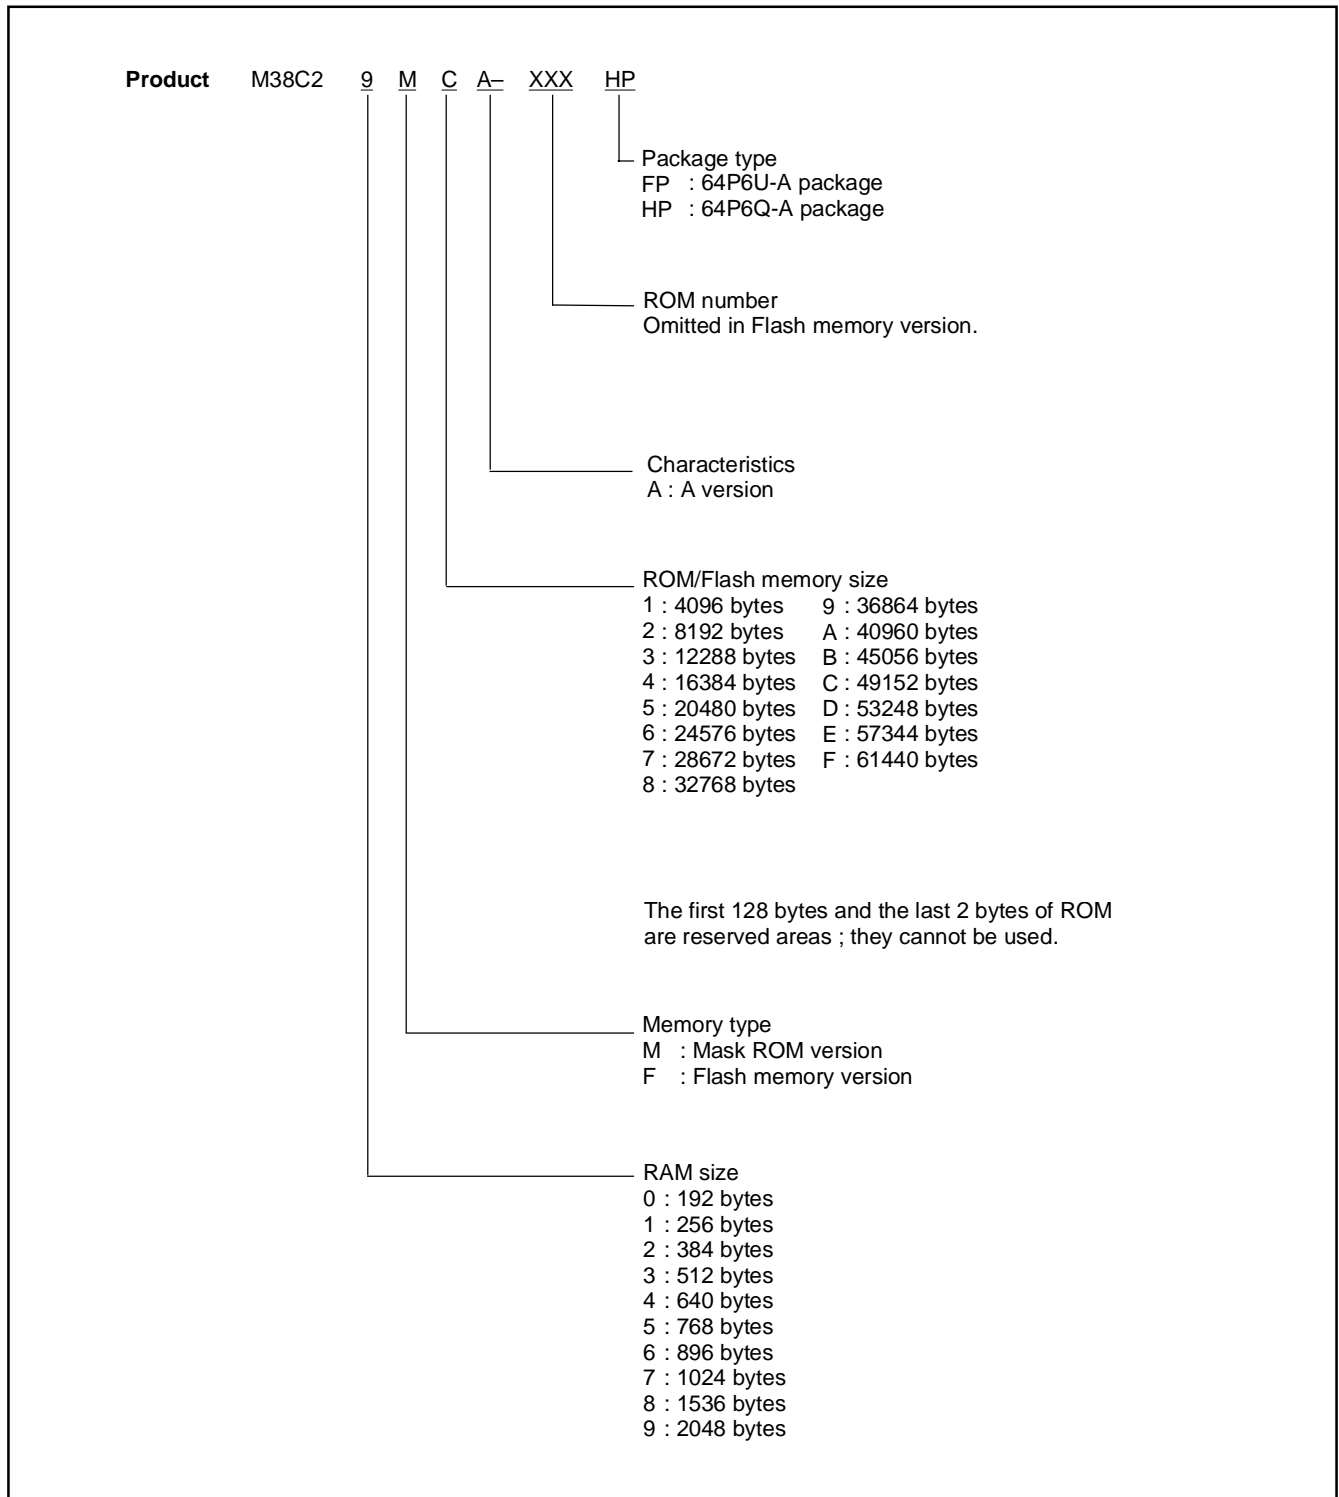 Product M38C2 9 M C A– XXX HP
Package type
FP : 64P6U-A package
HP : 64P6Q-A package
ROM number
Omitted in Flash memory version.
Characteristics
A : A version
ROM/Flash memory size
1 : 4096 bytes 9 : 36864 bytes
2 : 8192 bytes A : 40960 bytes
3 : 12288 bytes B : 45056 bytes
4 : 16384 bytes C : 49152 bytes
5 : 20480 bytes D : 53248 bytes
6 : 24576 bytes E : 57344 bytes
7 : 28672 bytes F : 61440 bytes
8 : 32768 bytes
The first 128 bytes and the last 2 bytes of ROM
are reserved areas ; they cannot be used.
Memory type
M : Mask ROM version
F : Flash memory version
RAM size
0 : 192 bytes
1 : 256 bytes
2 : 384 bytes
3 : 512 bytes
4 : 640 bytes
5 : 768 bytes
6 : 896 bytes
7 : 1024 bytes
8 : 1536 bytes
9 : 2048 bytes